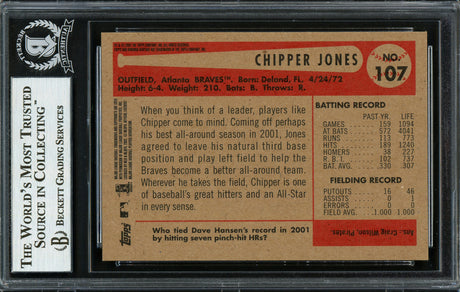 THE WORLD'S MOST TRUSTED
SOURCE IN COLLECTING™
BECKETT GRADING SERVICES
BECKETT
CHIPPER JONES
NO.
107
OUTFIELD, Atlanta BRAVES™. Born: Deland, FL. 4/24/72
Height: 6-4. Weight: 210. Bats: B. Throws: R.
When you think of a leader, players like
Chipper come to mind. Coming off perhaps
his best all-around season in 2001, Jones
agreed to leave his natural third base
position and play left field to help the
Braves become a better all-around team.
Wherever he takes the field, Chipper is one
of baseball's great hitters and an All-Star
in every sense.
BATTING RECORD
PAST YR. LIFE
GAMES 159 1094
AT BATS 572 4041
RUNS 113 773
HITS 189 1240
HOMERS 38 227
R.B.I. 102 737
BAT. AVG. .330 .307
FIELDING RECORD
PUTOUTS 16 46
ASSISTS 0 1
ERRORS 0 0
FIELD AVG. 1.000 1.000
Topps
Who tied Dave Hansen's record in 2001
by hitting seven pinch-hit HRs?
Ans.: Craig Wilson, Pirates